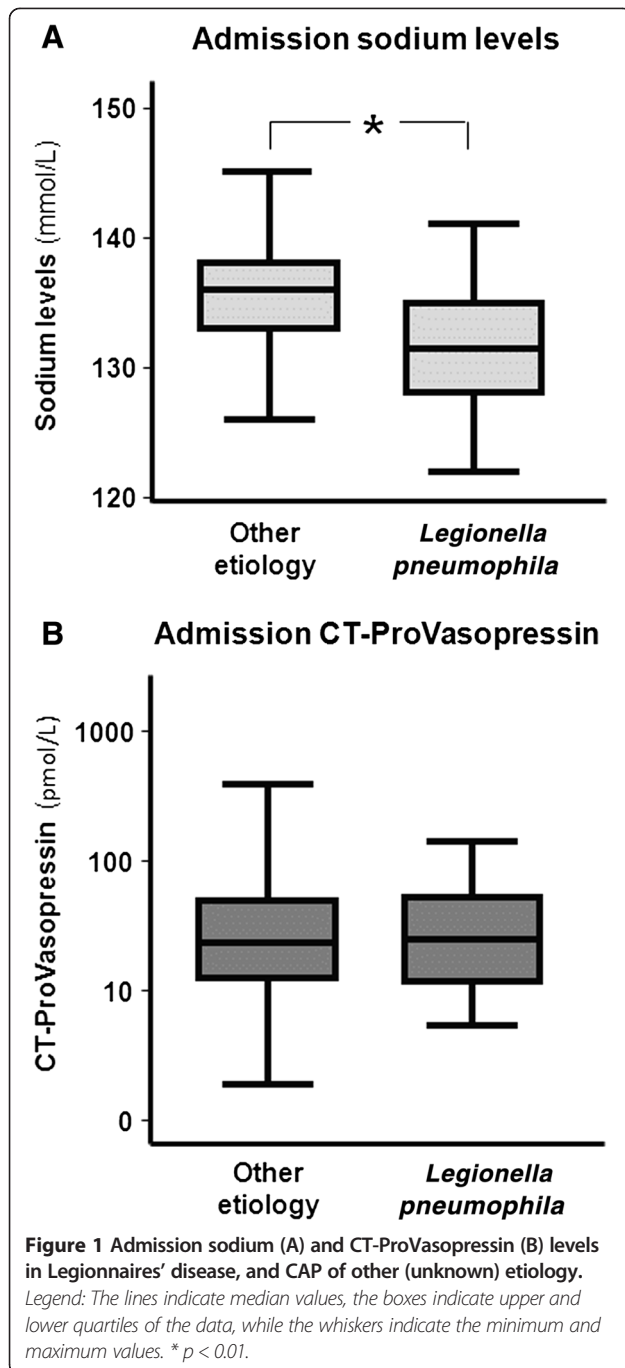 A Admission sodium levels
150
*
140
130
120
Sodium levels (mmol/L)
Other
etiology
Legionella
pneumophila
B Admission CT-ProVasopressin
1000
100
10
0
CT-ProVasopressin (pmol/L)
Other
etiology
Legionella
pneumophila
Figure 1 Admission sodium (A) and CT-ProVasopressin (B) levels
in Legionnaires' disease, and CAP of other (unknown) etiology.
Legend: The lines indicate median values, the boxes indicate upper and
lower quartiles of the data, while the whiskers indicate the minimum and
maximum values. * p < 0.01.